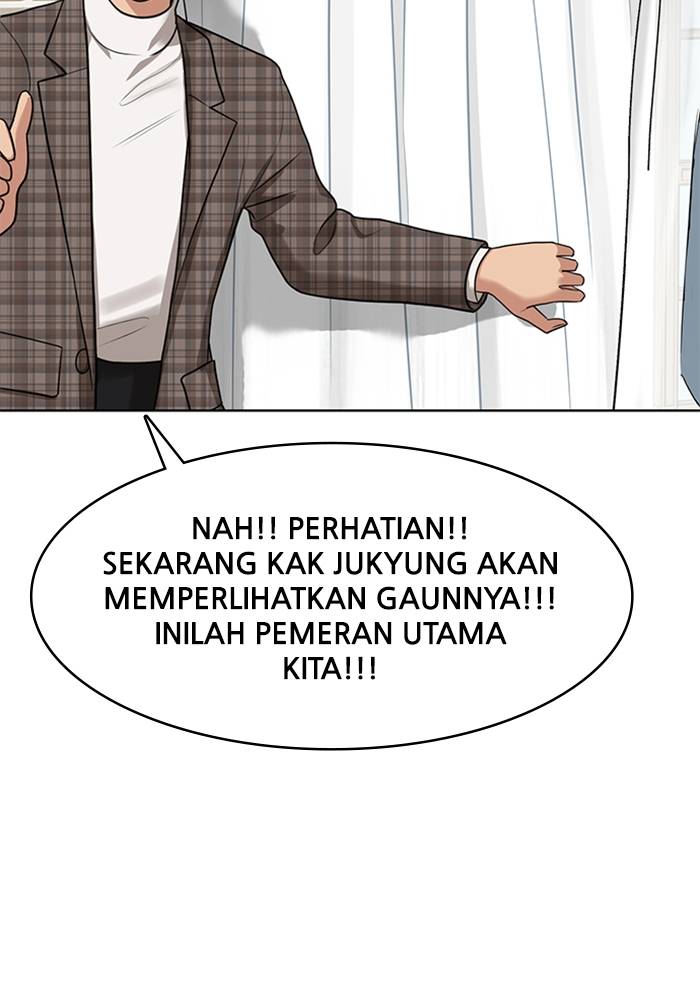 NAH!! PERHATIAN!!
SEKARANG KAK JUKYUNG AKAN
MEMPERLIHATKAN GAUNNYA!!!
INILAH PEMERAN UTAMA
KITA!!!